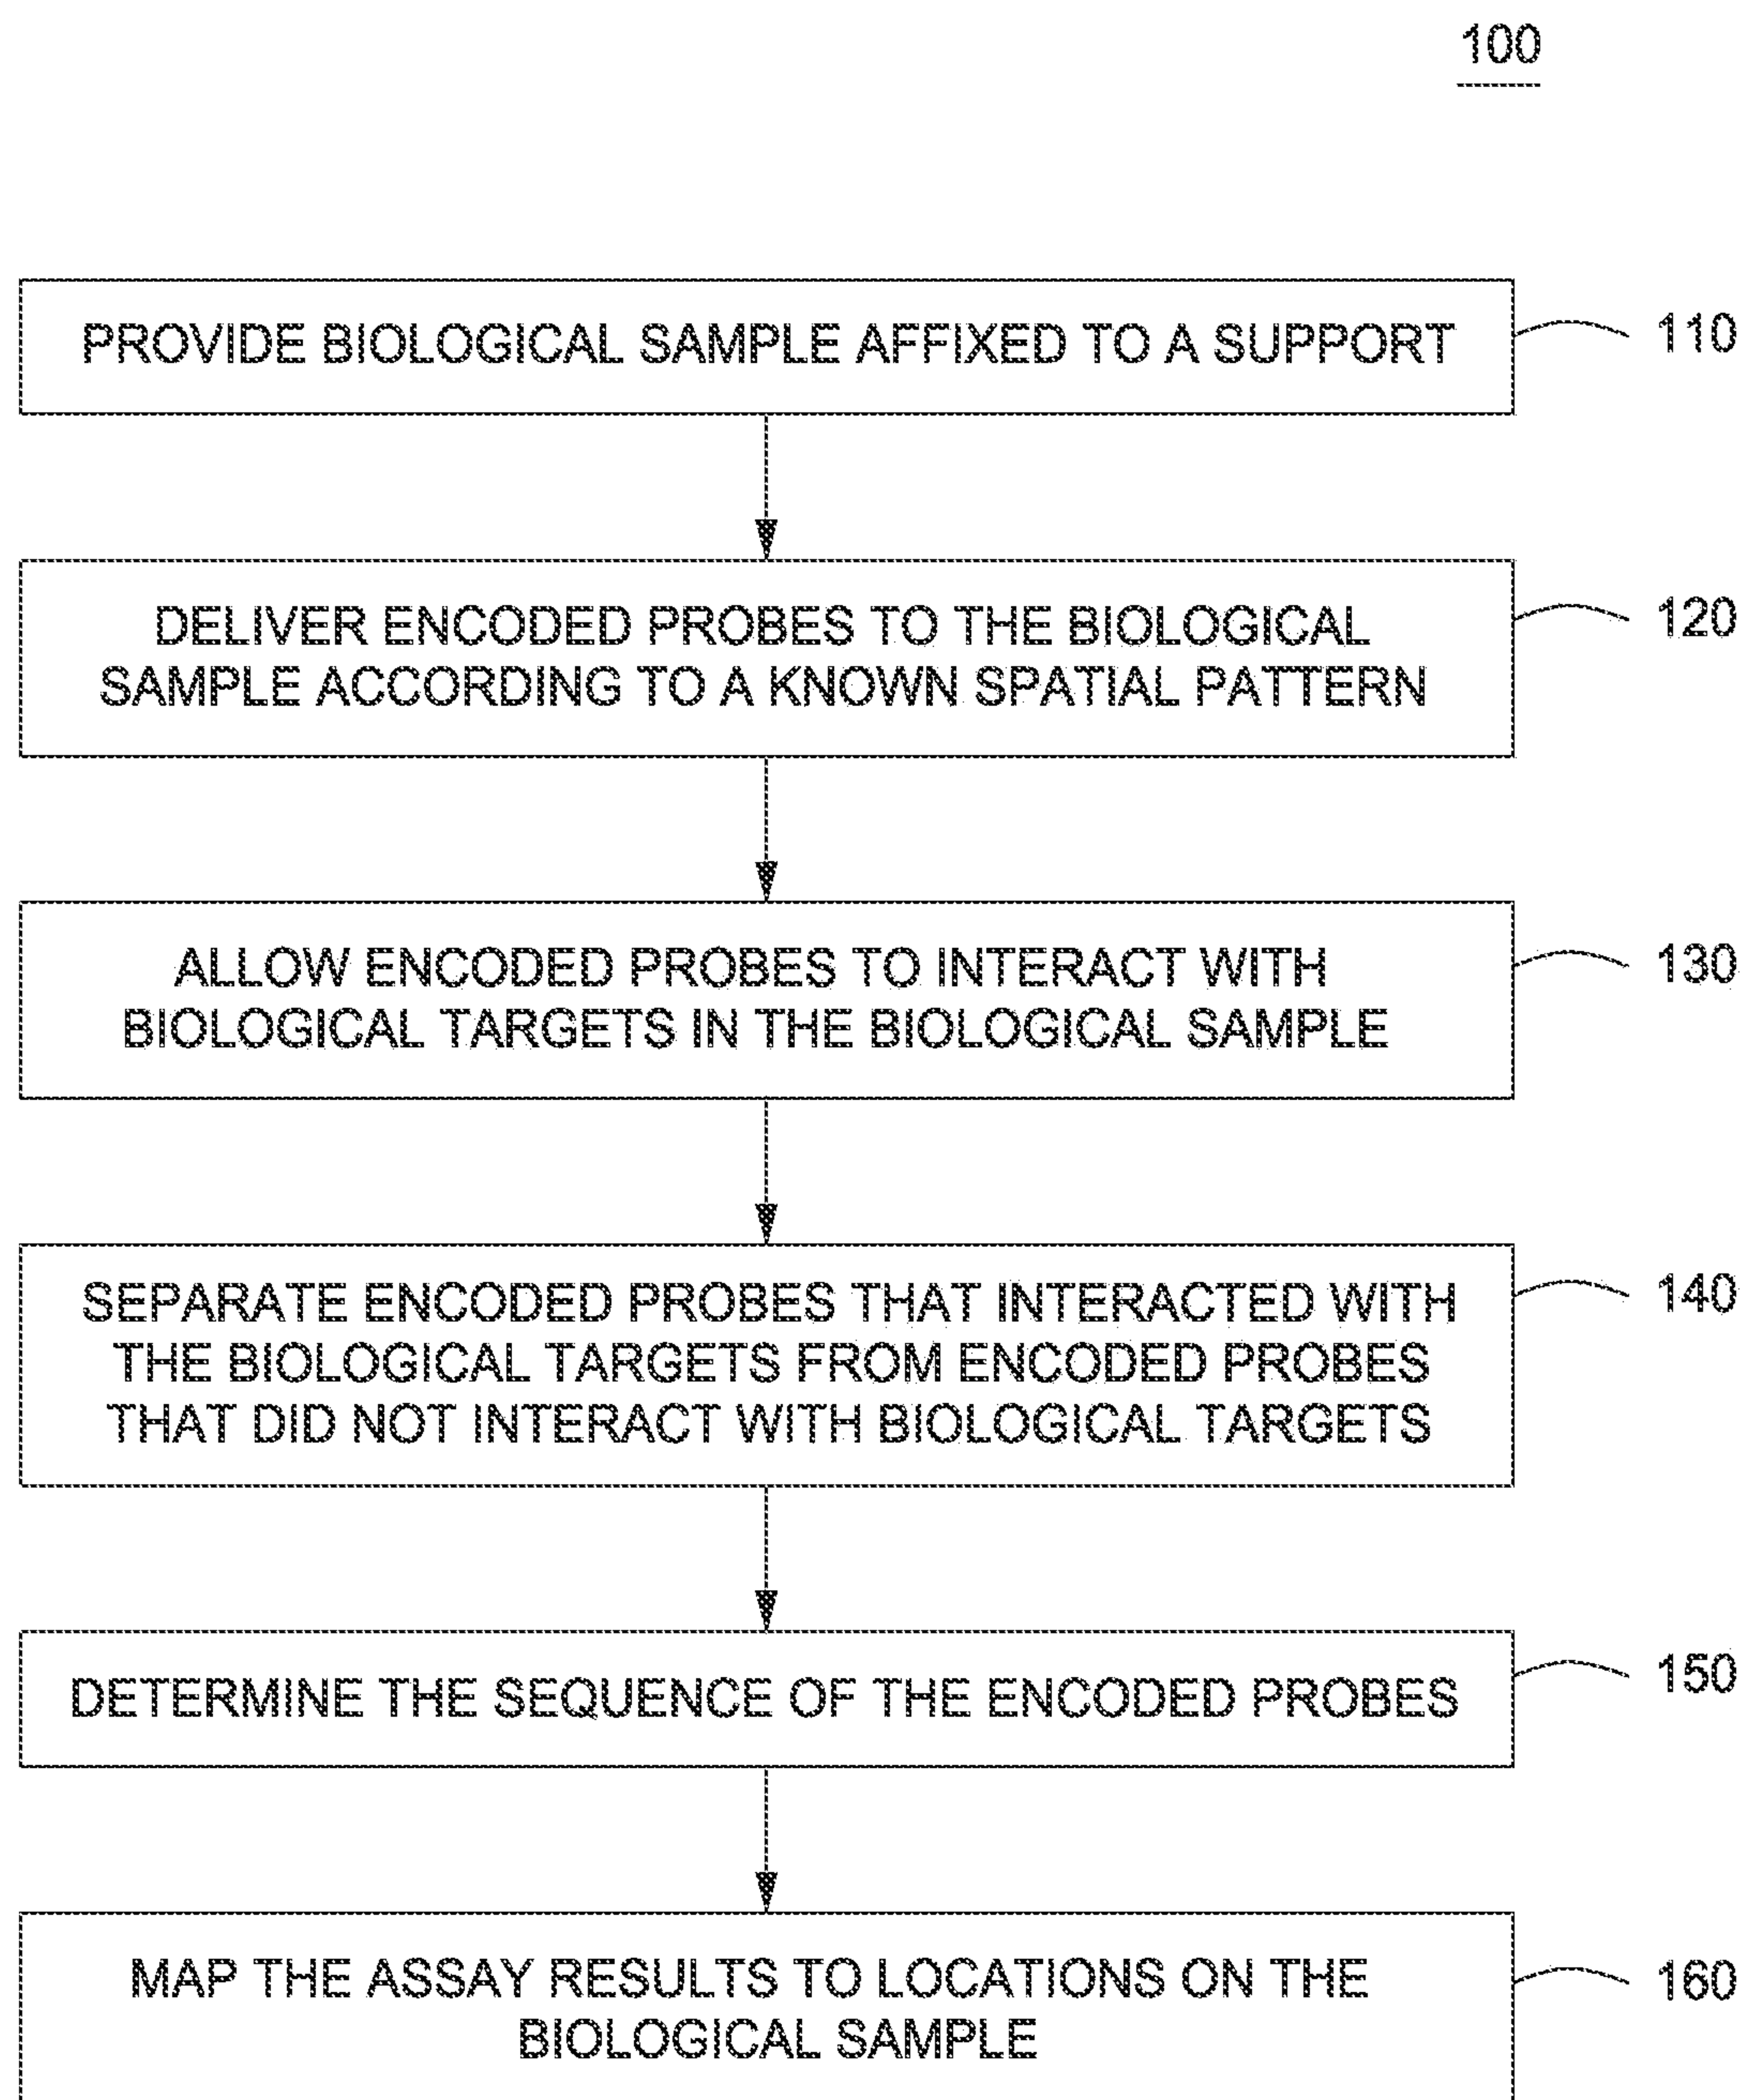 100
PROVIDE BIOLOGICAL SAMPLE AFFIXED TO A SUPPORT
110
DELIVER ENCODED PROBES TO THE BIOLOGICAL
SAMPLE ACCORDING TO A KNOWN SPATIAL PATTERN
120
ALLOW ENCODED PROBES TO INTERACT WITH
BIOLOGICAL TARGETS IN THE BIOLOGICAL SAMPLE
130
SEPARATE ENCODED PROBES THAT INTERACTED WITH
THE BIOLOGICAL TARGETS FROM ENCODED PROBES
THAT DID NOT INTERACT WITH BIOLOGICAL TARGETS
140
DETERMINE THE SEQUENCE OF THE ENCODED PROBES
150
MAP THE ASSAY RESULTS TO LOCATIONS ON THE
BIOLOGICAL SAMPLE
160